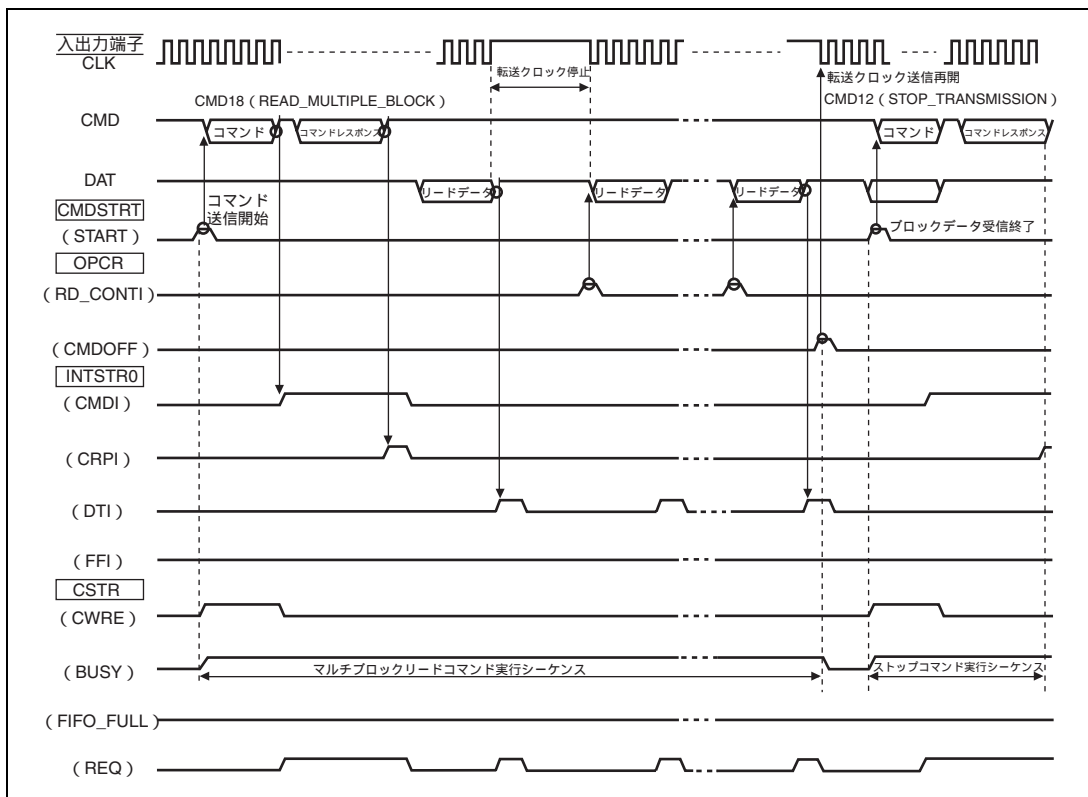 入出力端子
CLK
転送クロック停止
転送クロック送信再開
CMD18（READ_MULTIPLE_BLOCK）
CMD12（STOP_TRANSMISSION）
CMD
コマンド
コマンドレスポンス
コマンド
コマンドレスポンス
DAT
リードデータ
リードデータ
リードデータ
コマンド
送信開始
CMDSTRT
（START）
ブロックデータ受信終了
OPCR
（RD_CONTI）
（CMDOFF）
INTSTR0
（CMDI）
（CRPI）
（DTI）
（FFI）
CSTR
（CWRE）
（BUSY）
マルチブロックリードコマンド実行シーケンス
ストップコマンド実行シーケンス
（FIFO_FULL）
（REQ）